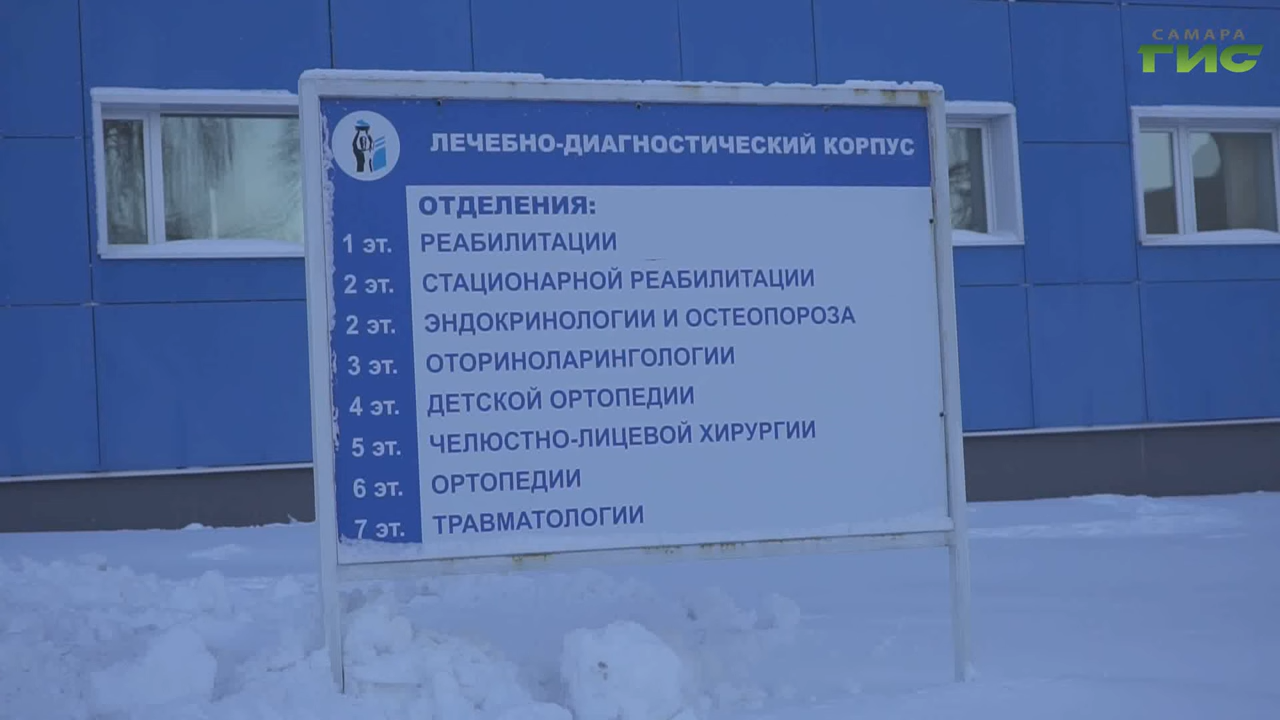 САМАРА
ГИС
ЛЕЧЕБНО-ДИАГНОСТИЧЕСКИЙ КОРПУС
ОТДЕЛЕНИЯ:
1 эт. РЕАБИЛИТАЦИИ
2 эт. СТАЦИОНАРНОЙ РЕАБИЛИТАЦИИ
2 эт. ЭНДОКРИНОЛОГИИ И ОСТЕОПОРОЗА
3 эт. ОТОРИНОЛАРИНГОЛОГИИ
4 эт. ДЕТСКОЙ ОРТОПЕДИИ
5 эт. ЧЕЛЮСТНО-ЛИЦЕВОЙ ХИРУРГИИ
6 эт. ОРТОПЕДИИ
7 эт. ТРАВМАТОЛОГИИ